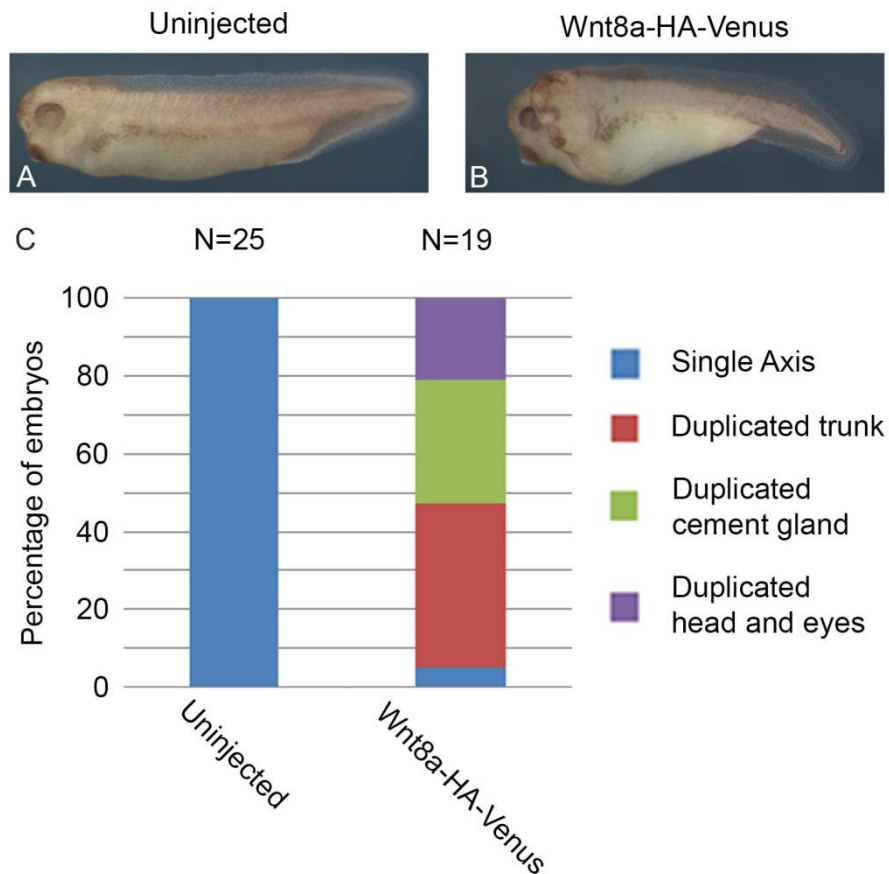 Uninjected
Wnt8a-HA-Venus
A
B
C
N=25
N=19
Percentage of embryos
100
80
60
40
20
0
Uninjected
Wnt8a-HA-Venus
Single Axis
Duplicated trunk
Duplicated
cement gland
Duplicated
head and eyes